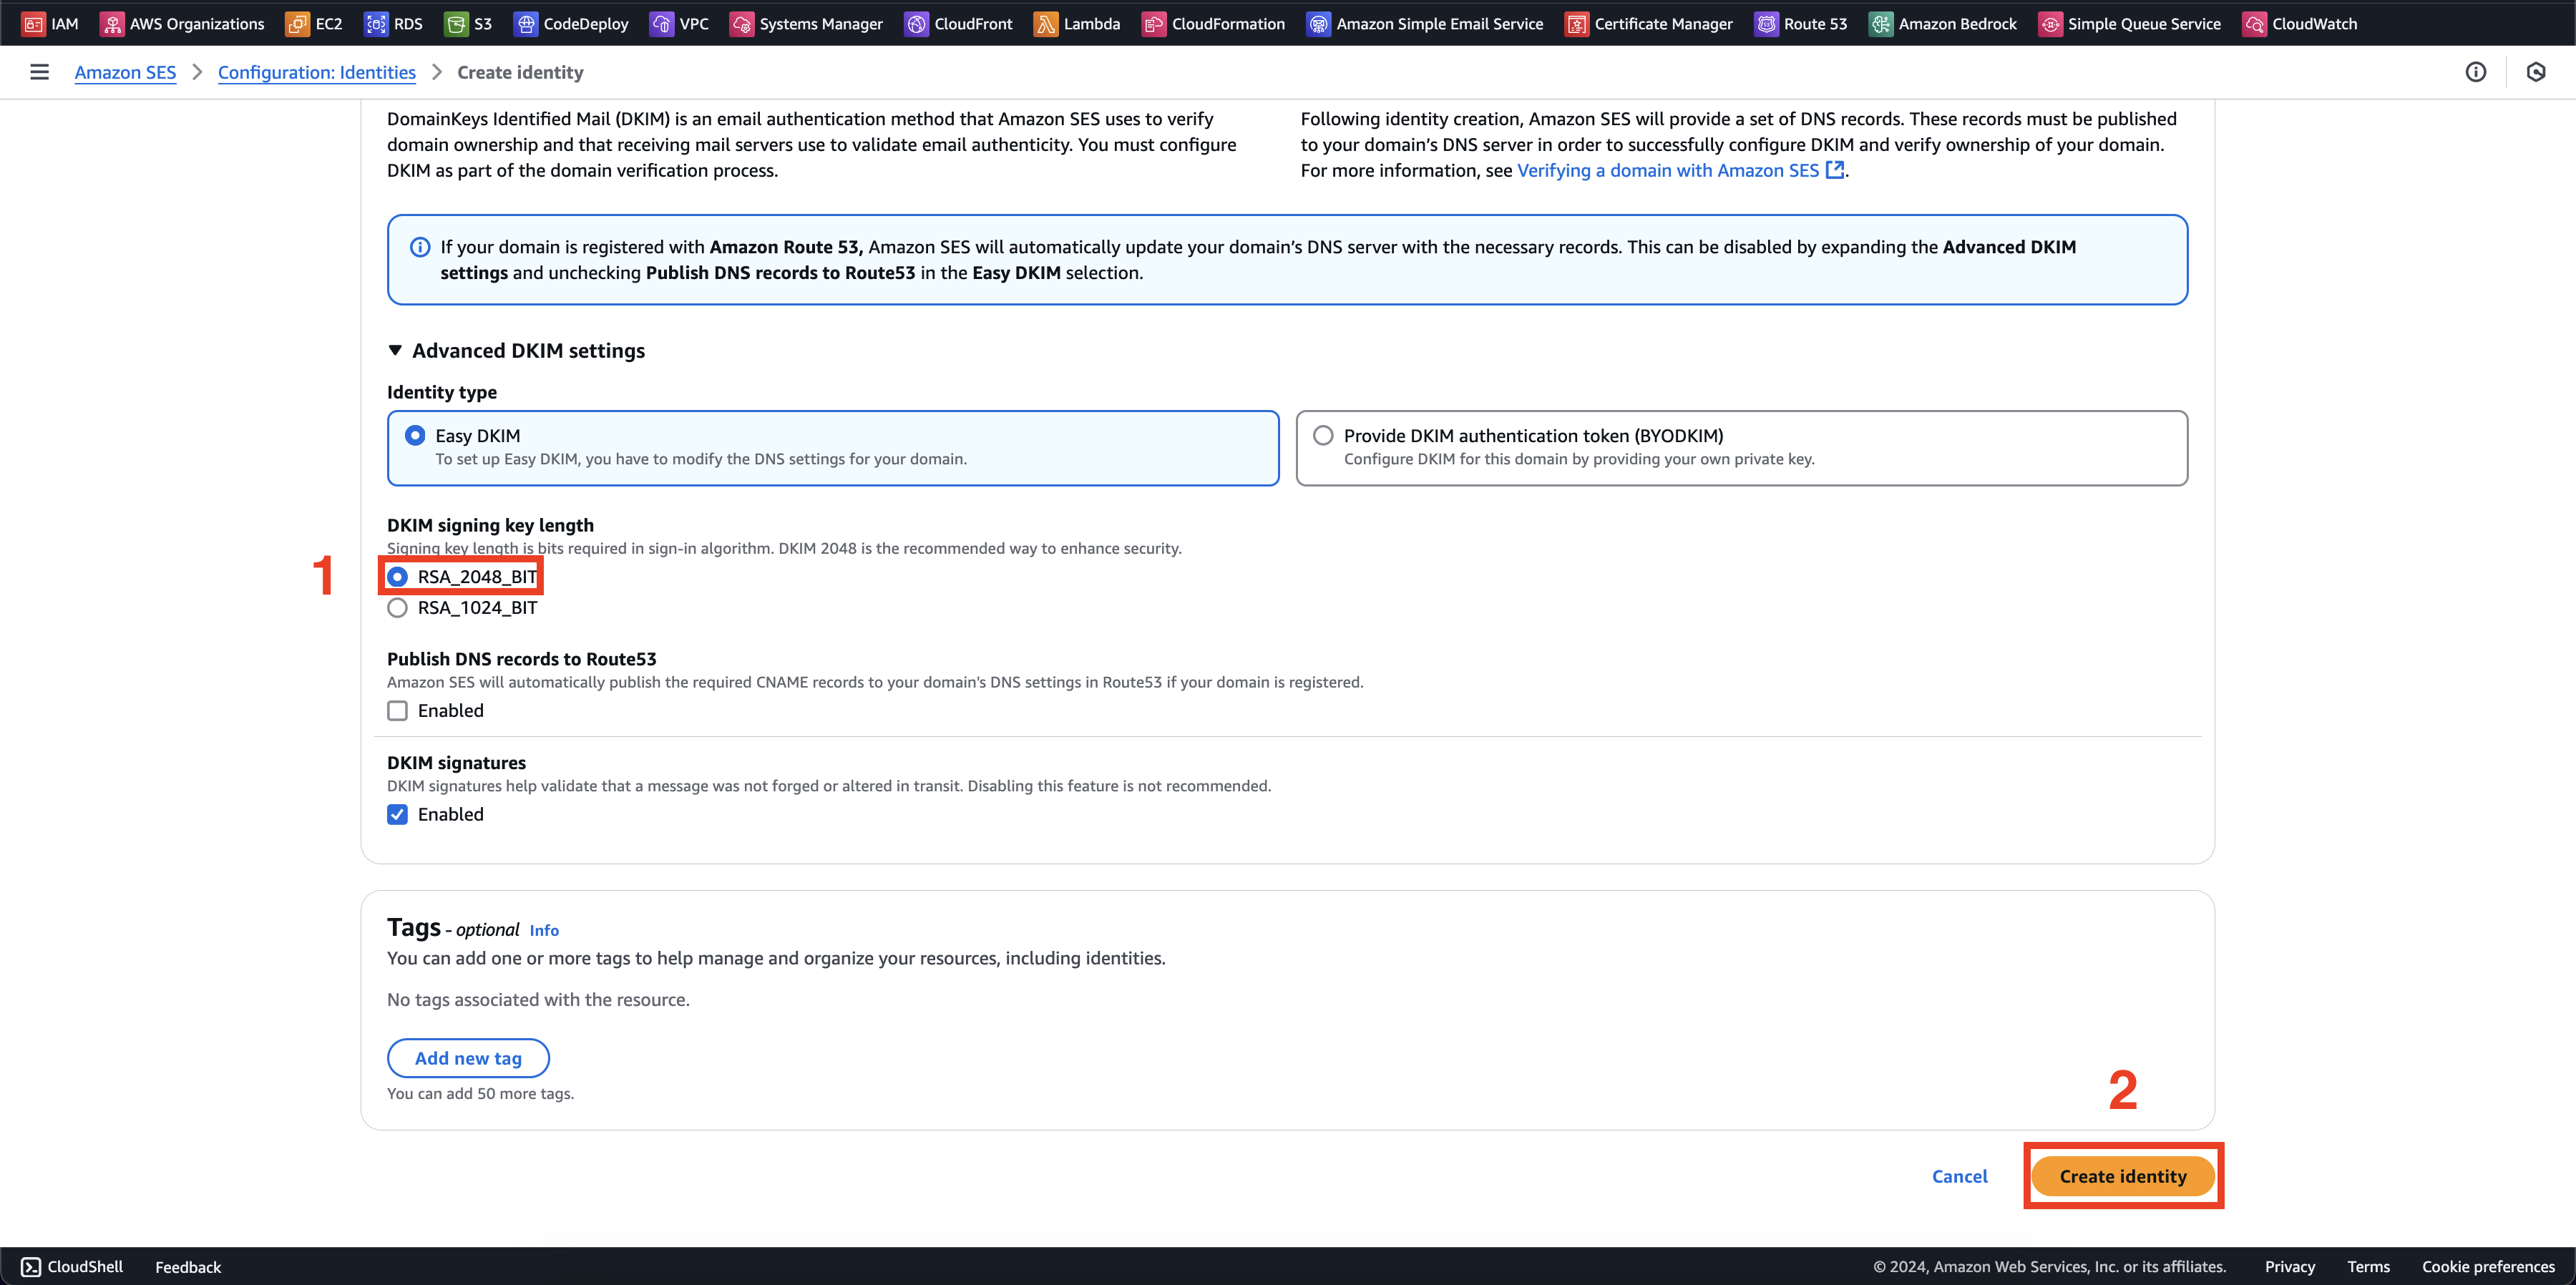 IAM AWS Organizations EC2 RDS S3 CodeDeploy VPC Systems Manager CloudFront Lambda CloudFormation Amazon Simple Email Service Certificate Manager Route 53 Amazon Bedrock Simple Queue Service CloudWatch
Amazon SES > Configuration: Identities > Create identity
DomainKeys Identified Mail (DKIM) is an email authentication method that Amazon SES uses to verify
domain ownership and that receiving mail servers use to validate email authenticity. You must configure
DKIM as part of the domain verification process.
Following identity creation, Amazon SES will provide a set of DNS records. These records must be published
to your domain's DNS server in order to successfully configure DKIM and verify ownership of your domain.
For more information, see Verifying a domain with Amazon SES.
If your domain is registered with Amazon Route 53, Amazon SES will automatically update your domain's DNS server with the necessary records. This can be disabled by expanding the Advanced DKIM
settings and unchecking Publish DNS records to Route53 in the Easy DKIM selection.
Advanced DKIM settings
Identity type
Easy DKIM
To set up Easy DKIM, you have to modify the DNS settings for your domain.
Provide DKIM authentication token (BYODKIM)
Configure DKIM for this domain by providing your own private key.
DKIM signing key length
Signing key length is bits required in sign-in algorithm. DKIM 2048 is the recommended way to enhance security.
1
RSA_2048_BIT
RSA_1024_BIT
Publish DNS records to Route53
Amazon SES will automatically publish the required CNAME records to your domain's DNS settings in Route53 if your domain is registered.
Enabled
DKIM signatures
DKIM signatures help validate that a message was not forged or altered in transit. Disabling this feature is not recommended.
Enabled
Tags - optional Info
You can add one or more tags to help manage and organize your resources, including identities.
No tags associated with the resource.
Add new tag
You can add 50 more tags.
2
Cancel Create identity
CloudShell Feedback © 2024, Amazon Web Services, Inc. or its affiliates. Privacy Terms Cookie preferences